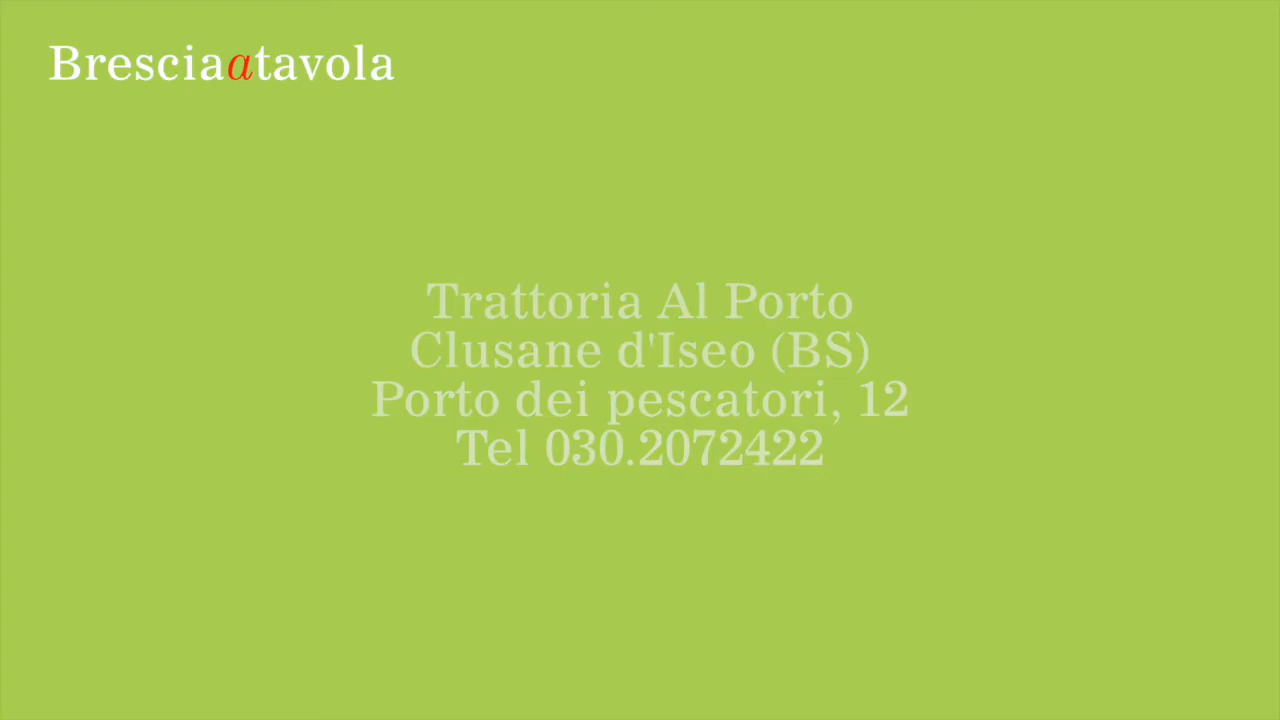 Bresciaatavola
Trattoria Al Porto
Clusane d'Iseo (BS)
Porto dei pescatori, 12
Tel 030.2072422